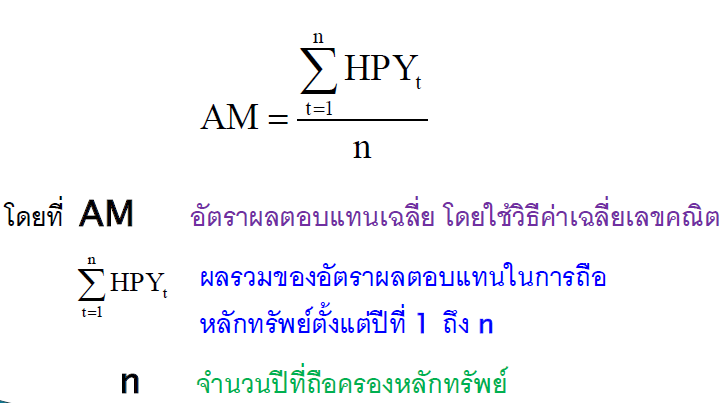 AM = \frac{\sum_{t=1}^{n} HPY_t}{n}
โดยที่ AM อัตราผลตอบแทนเฉลี่ย โดยใช้วิธีค่าเฉลี่ยเลขคณิต
\sum_{t=1}^{n} HPY_t ผลรวมของอัตราผลตอบแทนในการถือ
หลักทรัพย์ตั้งแต่ปีที่ 1 ถึง n
n จำนวนปีที่ถือครองหลักทรัพย์